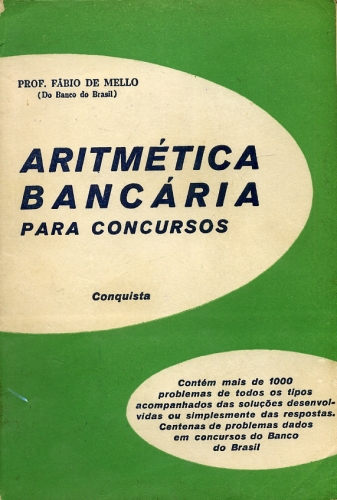 PROF. FÁBIO DE MELLO
(Do Banco do Brasil)
ARITMÉTICA
BANCÁRIA
PARA CONCURSOS
Conquista
Contém mais de 1000
problemas de todos os tipos
acompanhados das soluções desenvol-
vidas ou simplesmente das respostas.
Centenas de problemas dados
em concursos do Banco
do Brasil